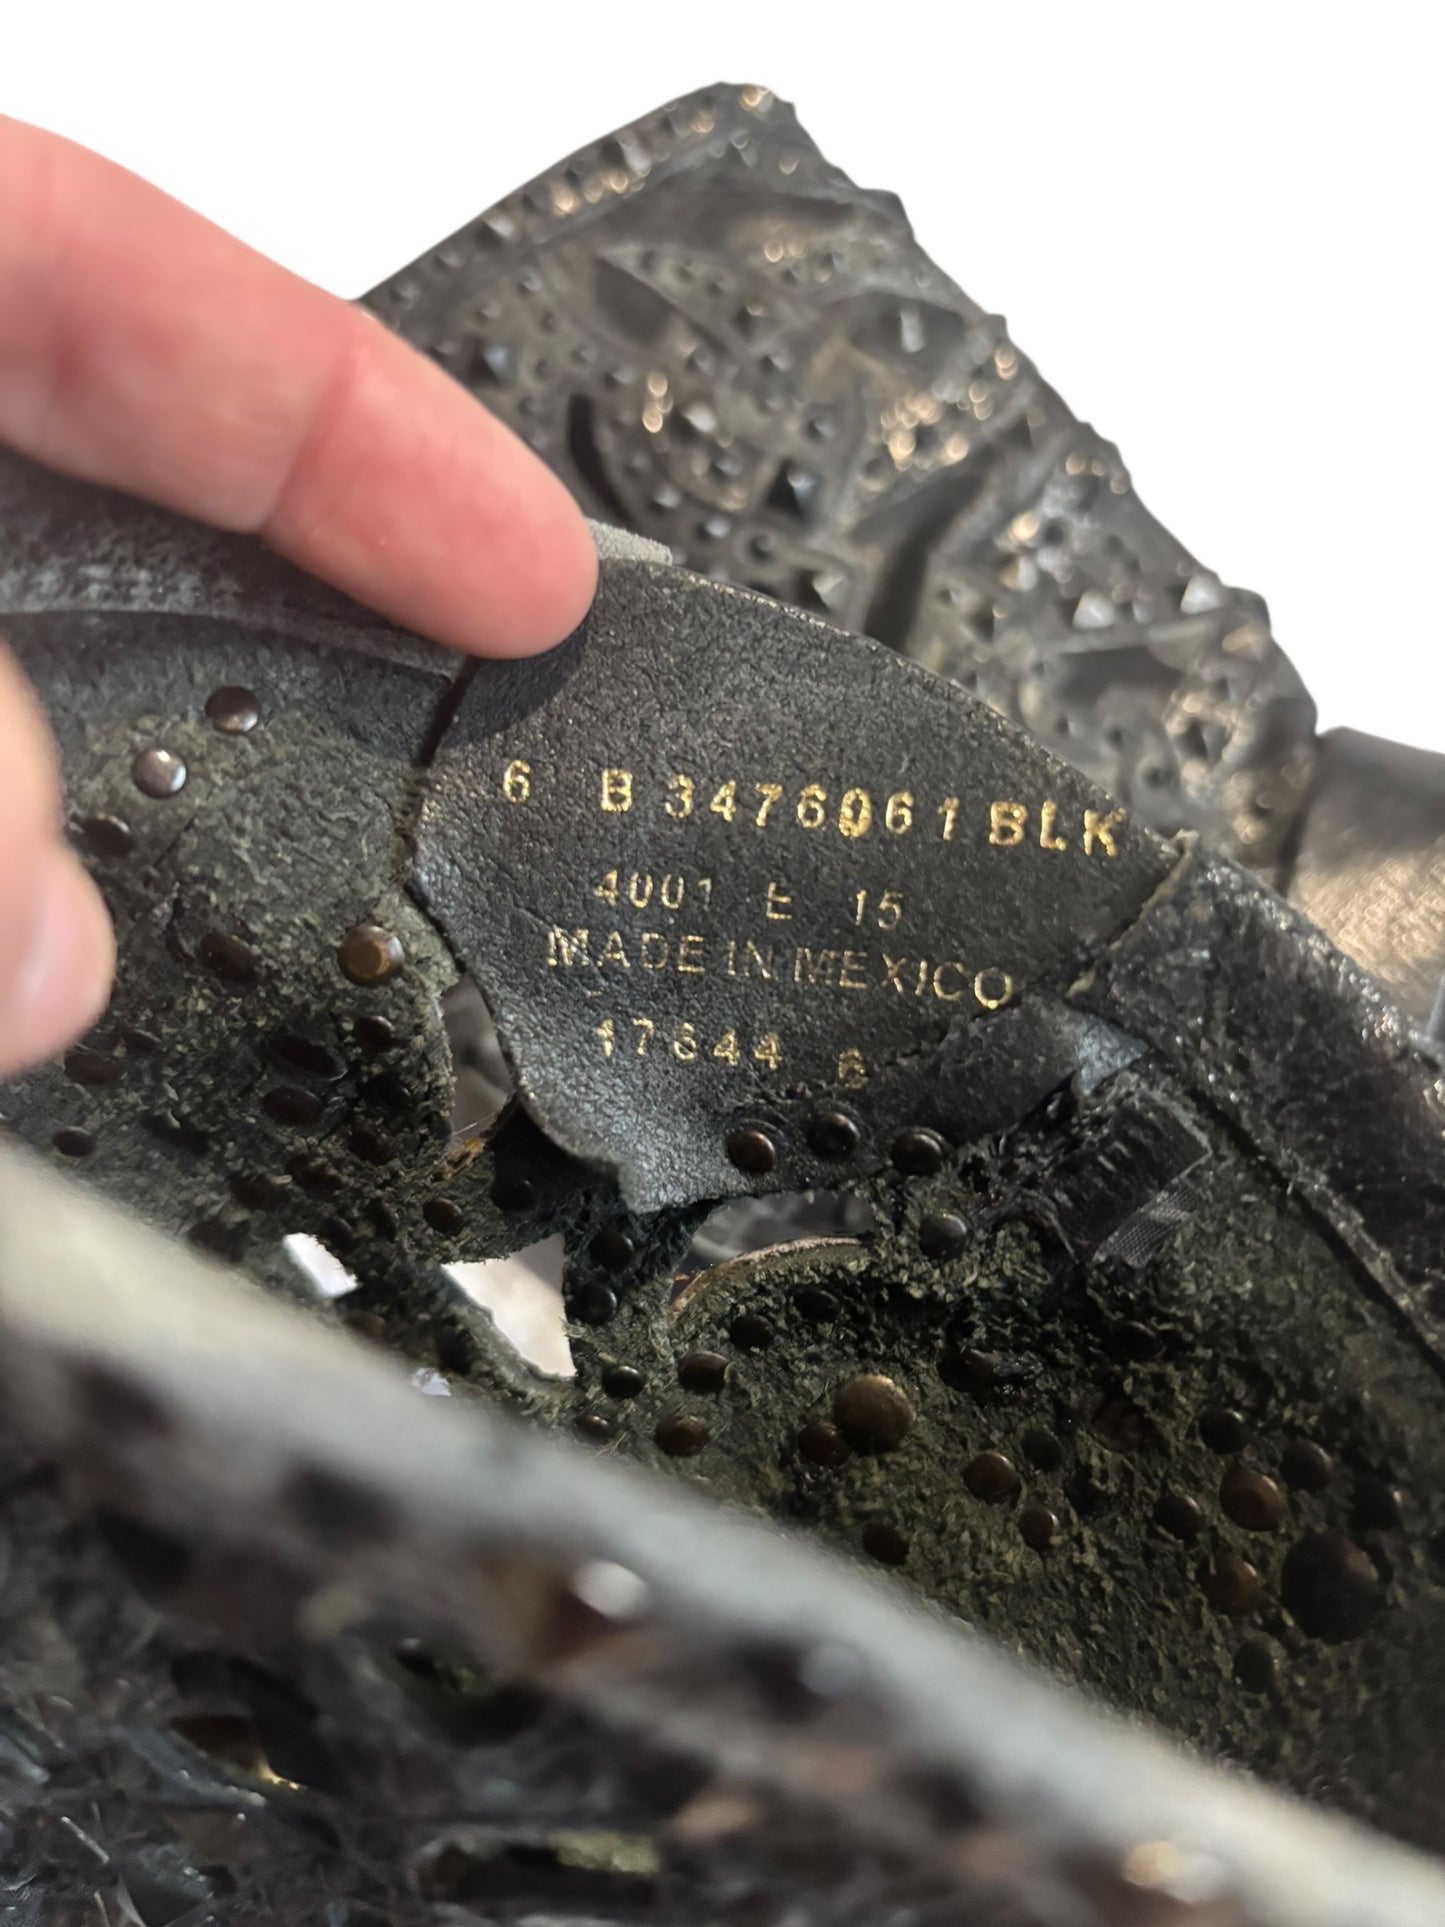 6 B 3476061 BLK
4001 E 15
MADE IN MEXICO
17644 6